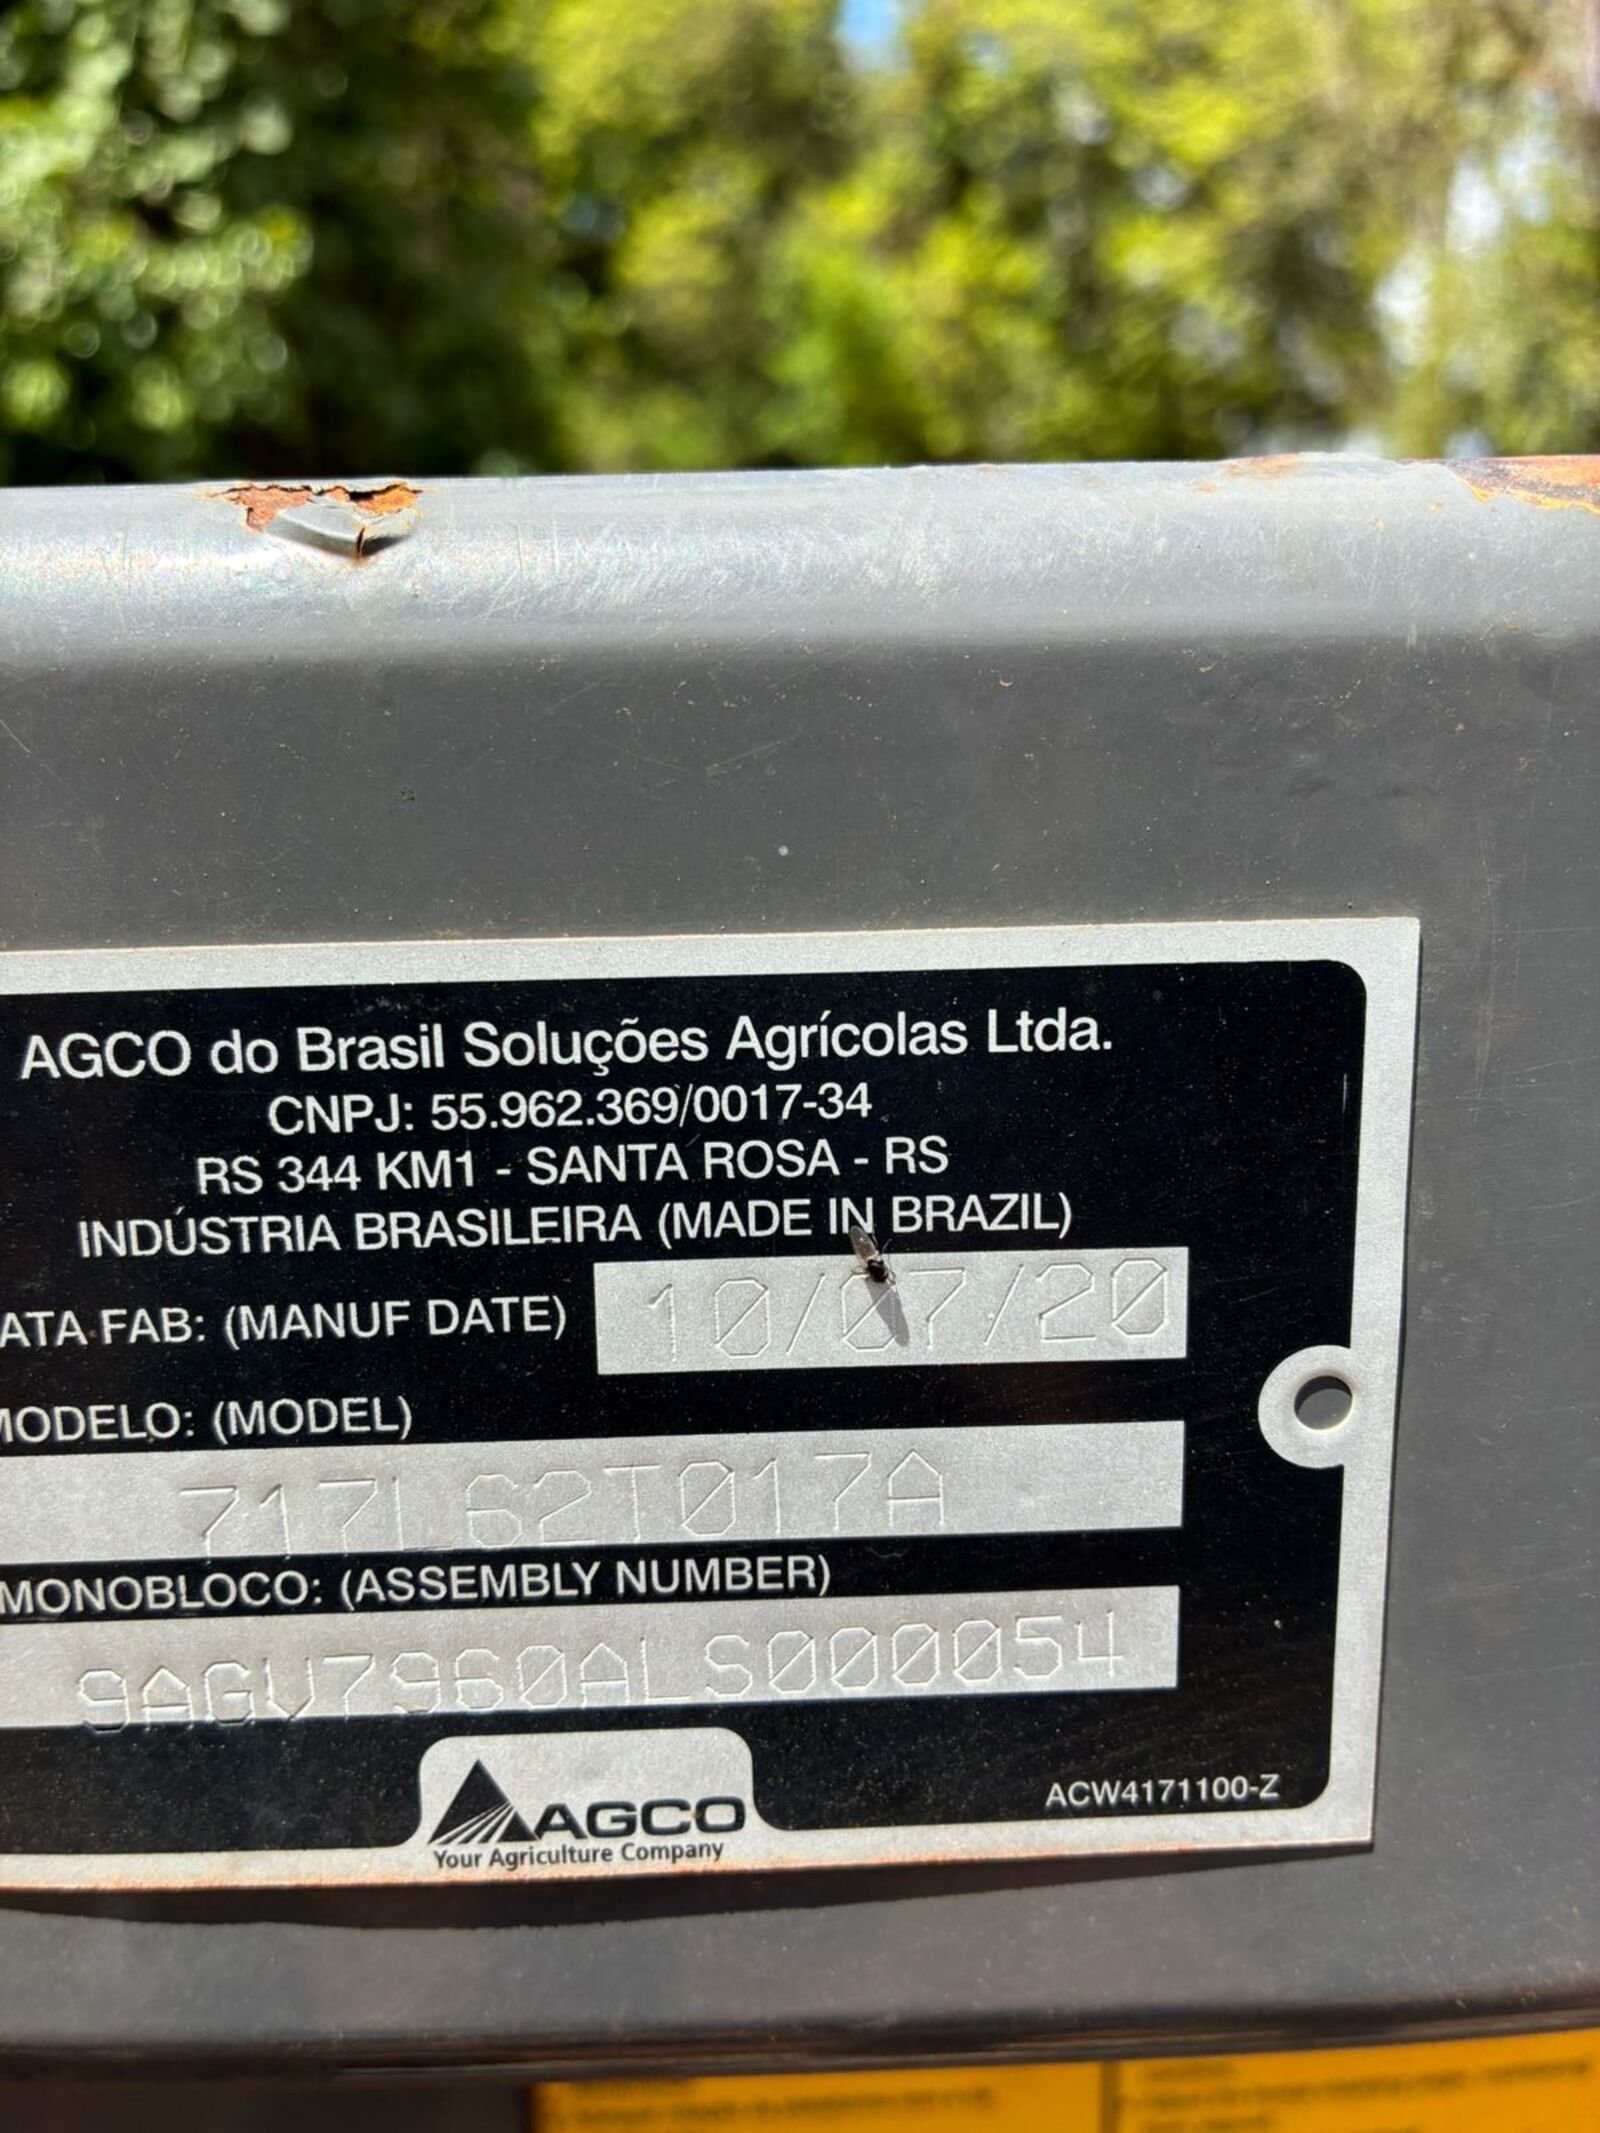 AGCO do Brasil Soluções Agrícolas Ltda.
CNPJ: 55.962.369/0017-34
RS 344 KM1 - SANTA ROSA - RS
INDÚSTRIA BRASILEIRA (MADE IN BRAZIL)
ATA FAB: (MANUF DATE) 10/07/20
MODELO: (MODEL)
717L62T017A
MONOBLOCO: (ASSEMBLY NUMBER)
9AGV7960ALS000054
AGCO
Your Agriculture Company
ACW4171100-Z